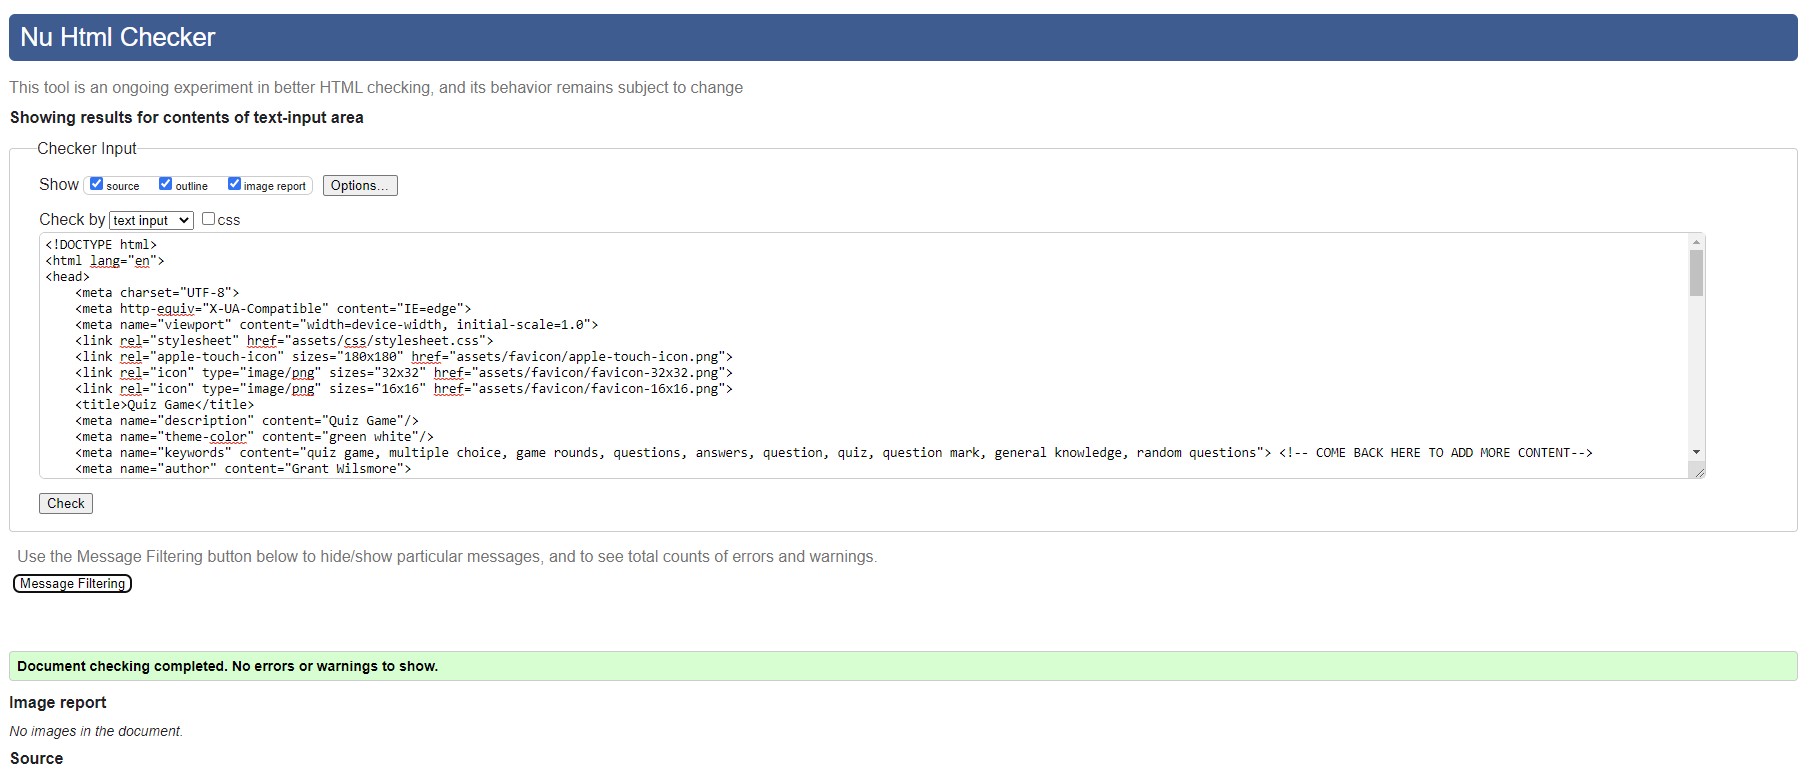 Nu Html Checker
This tool is an ongoing experiment in better HTML checking, and its behavior remains subject to change
Showing results for contents of text-input area
Checker Input
Show source outline image report Options...
Check by text input css
<!DOCTYPE html>
<html lang="en">
<head>
    <meta charset="UTF-8">
    <meta http-equiv="X-UA-Compatible" content="IE=edge">
    <meta name="viewport" content="width=device-width, initial-scale=1.0">
    <link rel="stylesheet" href="assets/css/stylesheet.css">
    <link rel="apple-touch-icon" sizes="180x180" href="assets/favicon/apple-touch-icon.png">
    <link rel="icon" type="image/png" sizes="32x32" href="assets/favicon/favicon-32x32.png">
    <link rel="icon" type="image/png" sizes="16x16" href="assets/favicon/favicon-16x16.png">
    <title>Quiz Game</title>
    <meta name="description" content="Quiz Game"/>
    <meta name="theme-color" content="green white"/>
    <meta name="keywords" content="quiz game, multiple choice, game rounds, questions, answers, question, quiz, question mark, general knowledge, random questions"> <!-- COME BACK HERE TO ADD MORE CONTENT-->
    <meta name="author" content="Grant Wilsmore">
Check
Use the Message Filtering button below to hide/show particular messages, and to see total counts of errors and warnings.
Message Filtering
Document checking completed. No errors or warnings to show.
Image report
No images in the document.
Source